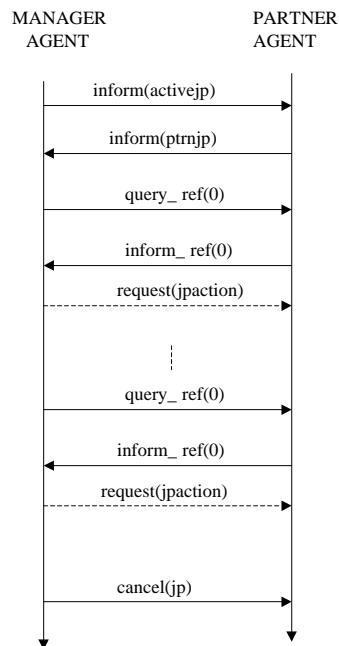 MANAGER
AGENT
PARTNER
AGENT
inform(activejp)
inform(ptrnjp)
query_ ref(0)
inform_ ref(0)
request(jpaction)
query_ ref(0)
inform_ ref(0)
request(jpaction)
cancel(jp)